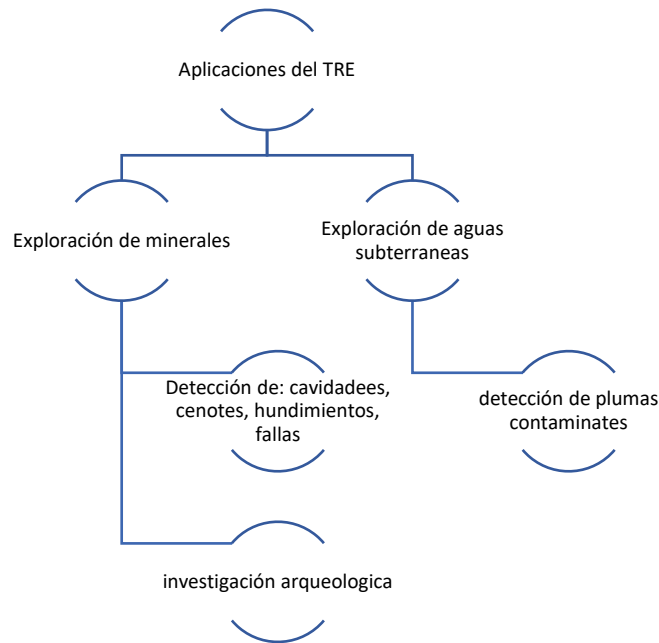 Aplicaciones del TRE
Exploración de minerales
Exploración de aguas
subterraneas
Detección de: cavidadees,
cenotes, hundimientos,
fallas
detección de plumas
contaminates
investigación arqueologica